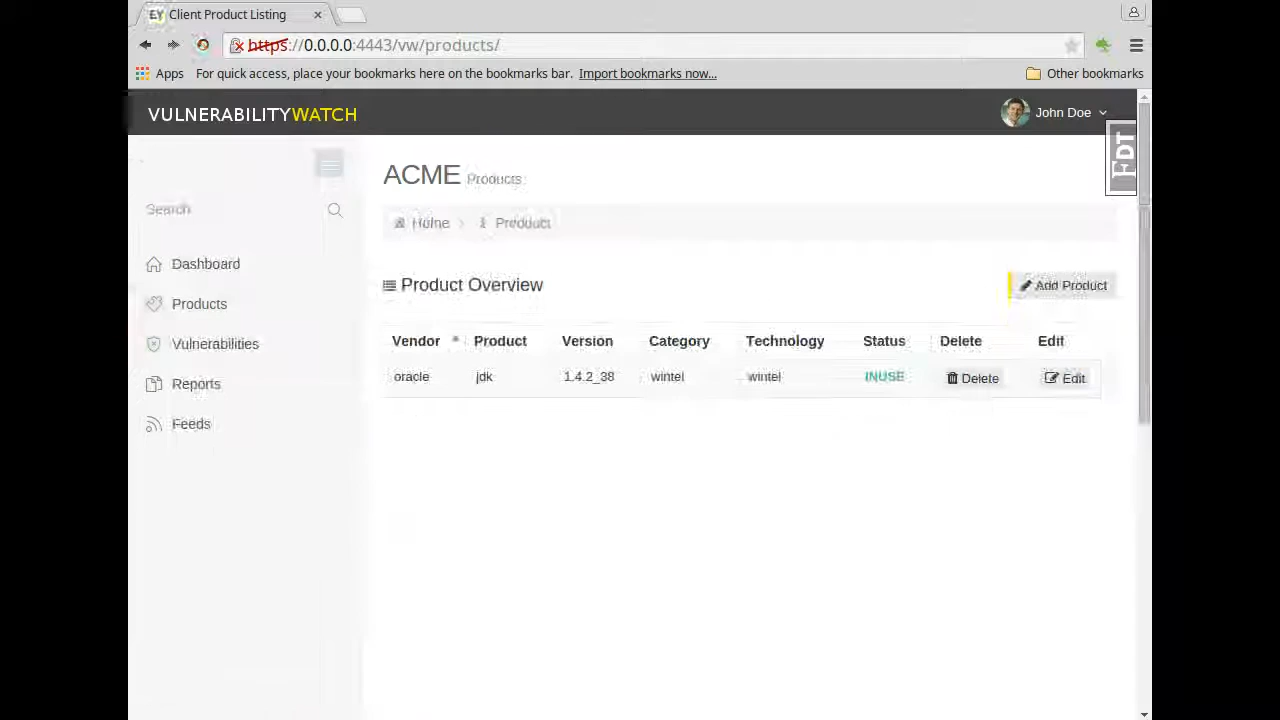 EY Client Product Listing
https://0.0.0.0:4443/vw/products/
Apps For quick access, place your bookmarks here on the bookmarks bar. Import bookmarks now... Other bookmarks
VULNERABILITYWATCH John Doe
DT
ACME Products
Search
Home Product
Dashboard
Products
Vulnerabilities
Reports
Feeds
Product Overview Add Product
Vendor Product Version Category Technology Status Delete Edit
oracle jdk 1.4.2_38 wintel wintel INUSE Delete Edit